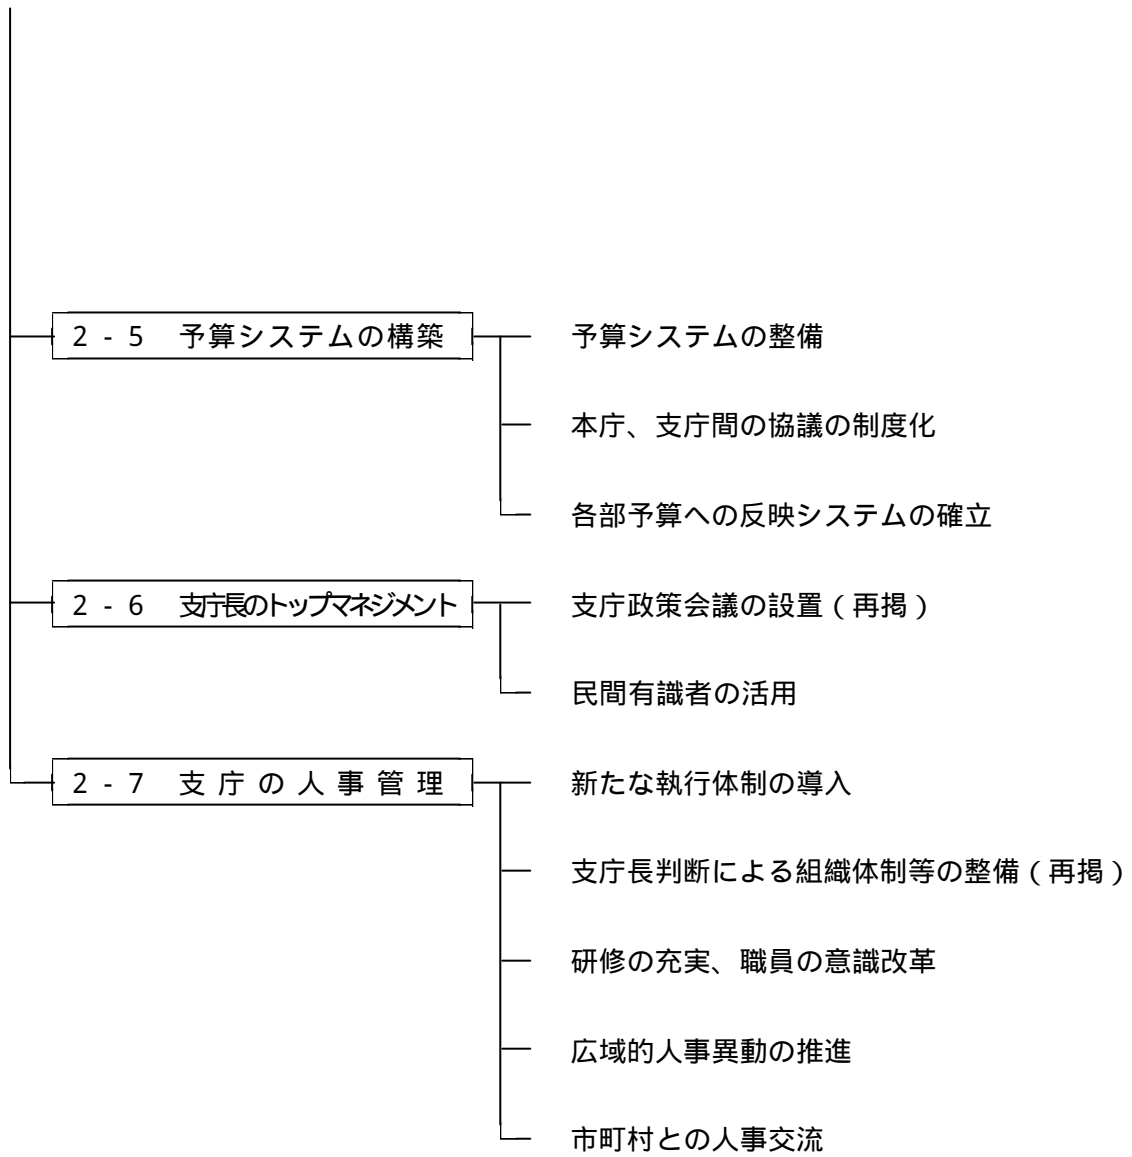 2-5 予算システムの構築
予算システムの整備
本庁、支庁間の協議の制度化
各部予算への反映システムの確立
2-6 支庁長のトップマネジメント
支庁政策会議の設置(再掲)
民間有識者の活用
2-7 支庁の人事管理
新たな執行体制の導入
支庁長判断による組織体制等の整備(再掲)
研修の充実、職員の意識改革
広域的人事異動の推進
市町村との人事交流